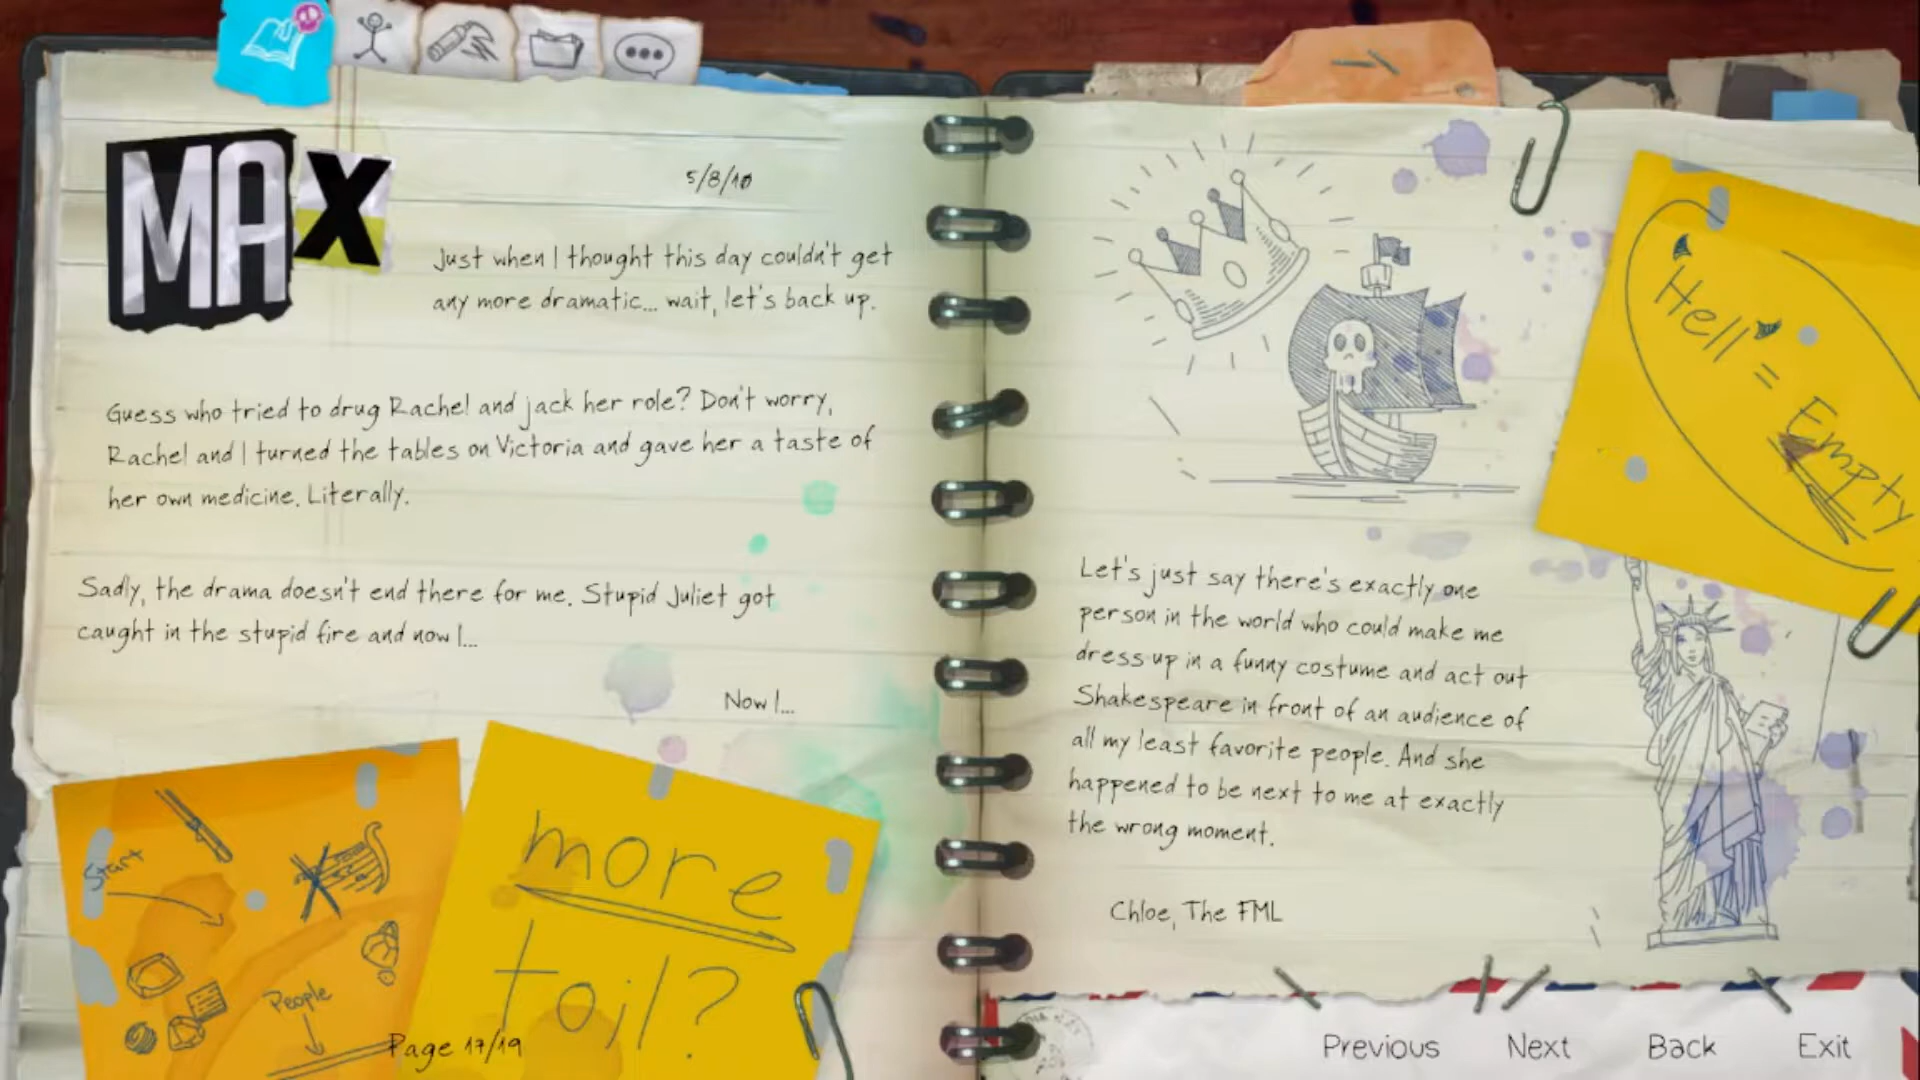 MAX
5/8/10
Just when I thought this day couldn't get
any more dramatic... wait, let's back up.
Guess who tried to drug Rachel and jack her role? Don't worry,
Rachel and I turned the tables on Victoria and gave her a taste of
her own medicine. Literally.
Sadly, the drama doesn't end there for me. Stupid Juliet got
caught in the stupid fire and now I...
Now I...
Start
People
more
toil?
Page 17/19
"Hell" = Empty
Let's just say there's exactly one
person in the world who could make me
dress up in a funny costume and act out
Shakespeare in front of an audience of
all my least favorite people. And she
happened to be next to me at exactly
the wrong moment.
Chloe, The FML
Previous Next Back Exit